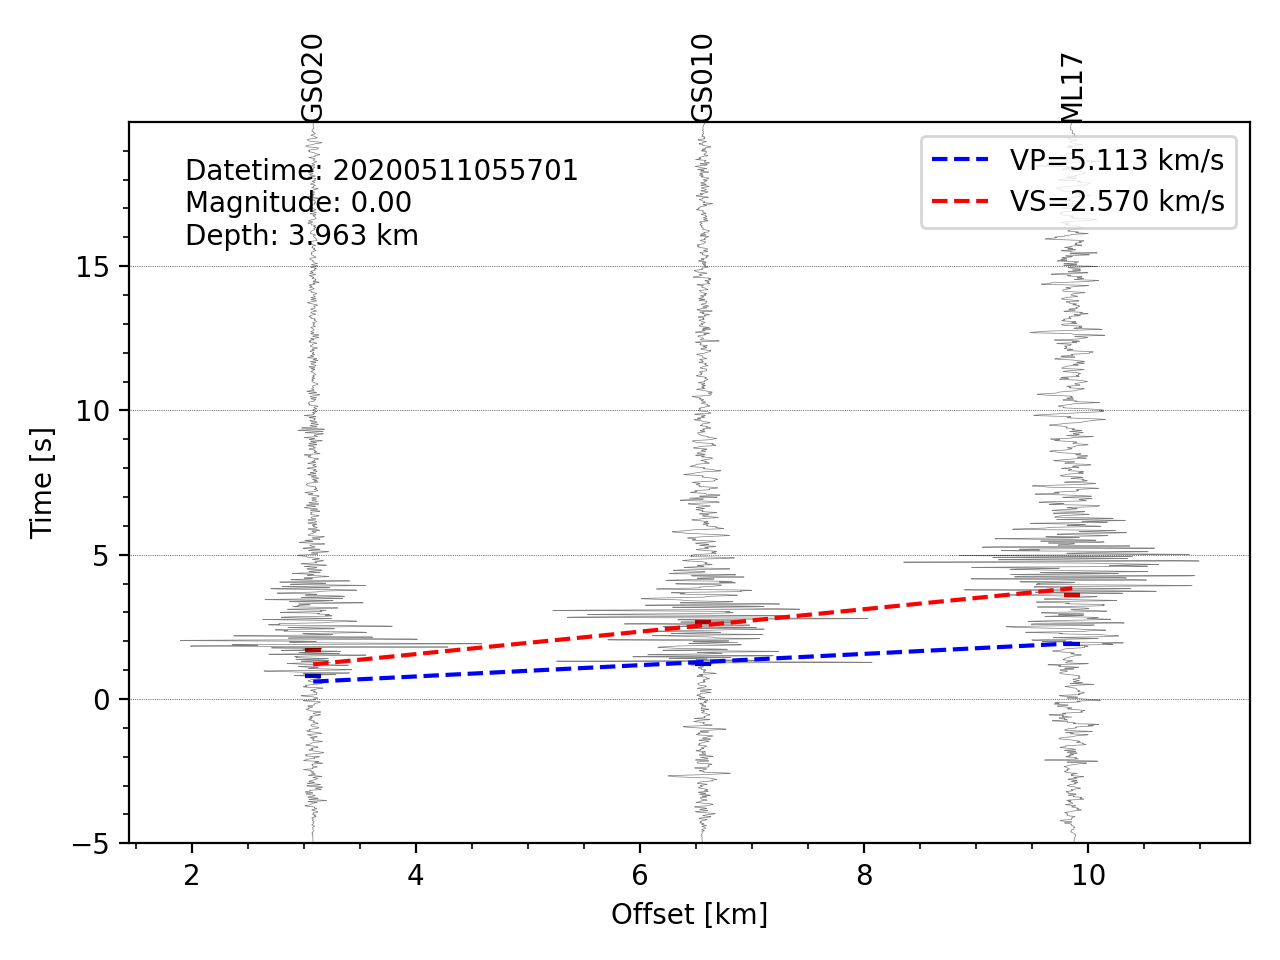 GS020
GS010
ML17
Datetime: 20200511055701
Magnitude: 0.00
Depth: 3.963 km
VP=5.113 km/s
VS=2.570 km/s
15
10
5
0
−5
Time [s]
2
4
6
8
10
Offset [km]